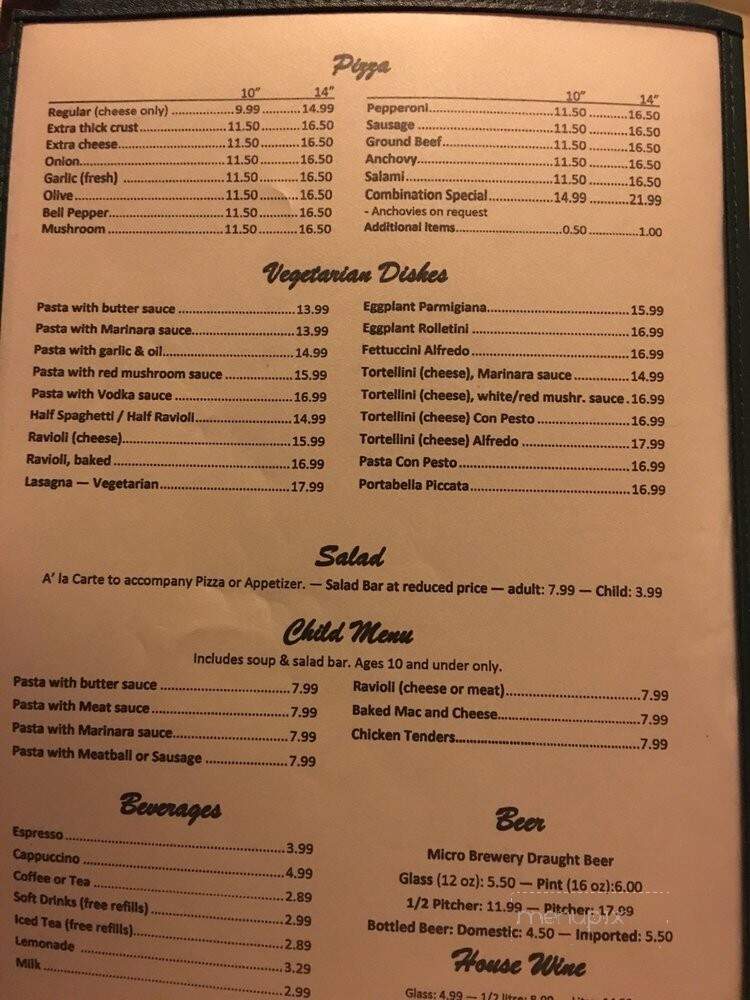 Pizza
10" 14"
Regular (cheese only) 9.99 14.99
Extra thick crust 11.50 16.50
Extra cheese 11.50 16.50
Onion 11.50 16.50
Garlic (fresh) 11.50 16.50
Olive 11.50 16.50
Bell Pepper 11.50 16.50
Mushroom 11.50 16.50
10" 14"
Pepperoni 11.50 16.50
Sausage 11.50 16.50
Ground Beef 11.50 16.50
Anchovy 11.50 16.50
Salami 11.50 16.50
Combination Special 14.99 21.99
- Anchovies on request
Additional Items 0.50 1.00
Vegetarian Dishes
Pasta with butter sauce 13.99
Pasta with Marinara sauce 13.99
Pasta with garlic & oil 14.99
Pasta with red mushroom sauce 15.99
Pasta with Vodka sauce 16.99
Half Spaghetti / Half Ravioli 14.99
Ravioli (cheese) 15.99
Ravioli, baked 16.99
Lasagna — Vegetarian 17.99
Eggplant Parmigiana 15.99
Eggplant Rolletini 16.99
Fettuccini Alfredo 16.99
Tortellini (cheese), Marinara sauce 14.99
Tortellini (cheese), white/red mushr. sauce 16.99
Tortellini (cheese) Con Pesto 16.99
Tortellini (cheese) Alfredo 17.99
Pasta Con Pesto 16.99
Portabella Piccata 16.99
Salad
A' la Carte to accompany Pizza or Appetizer. — Salad Bar at reduced price — adult: 7.99 — Child: 3.99
Child Menu
Includes soup & salad bar. Ages 10 and under only.
Pasta with butter sauce 7.99
Pasta with Meat sauce 7.99
Pasta with Marinara sauce 7.99
Pasta with Meatball or Sausage 7.99
Ravioli (cheese or meat) 7.99
Baked Mac and Cheese 7.99
Chicken Tenders 7.99
Beverages
Espresso 3.99
Cappuccino 4.99
Coffee or Tea 2.89
Soft Drinks (free refills) 2.99
Iced Tea (free refills) 2.89
Lemonade 3.29
Milk 2.99
Beer
Micro Brewery Draught Beer
Glass (12 oz): 5.50 — Pint (16 oz):6.00
1/2 Pitcher: 11.99 — Pitcher: 17.99
menupix
Bottled Beer: Domestic: 4.50 — Imported: 5.50
House Wine
Glass: 4.99 — 1/2 litre: